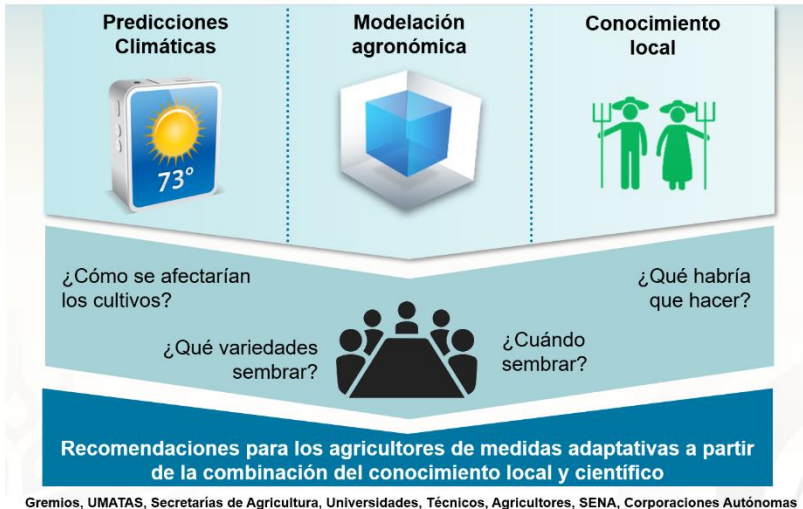 Predicciones
Climáticas
Modelación
agronómica
Conocimiento
local
73°
¿Cómo se afectarían
los cultivos?
¿Qué habría
que hacer?
¿Qué variedades
sembrar?
¿Cuándo
sembrar?
Recomendaciones para los agricultores de medidas adaptativas a partir
de la combinación del conocimiento local y científico
Gremios, UMATAS, Secretarías de Agricultura, Universidades, Técnicos, Agricultores, SENA, Corporaciones Autónomas